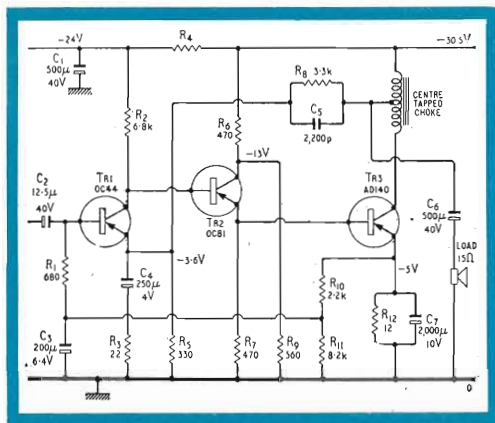 -24V
R4
-30.5V
C1
500μ
40V
R2
6.8k
R6
470
R8 3.3k
C5
2,200p
CENTRE
TAPPED
CHOKE
-13V
TR1
OC44
TR2
OC81
TR3
AD140
C2
12.5μ
40V
C6
500μ
40V
LOAD
15Ω
-3.6V
-5V
R1
680
C4
250μ
4V
R10
2.2k
C3
200μ
6.4V
R3
22
R5
330
R7
470
R9
560
R11
8.2k
R12
12
C7
2,000μ
10V
0